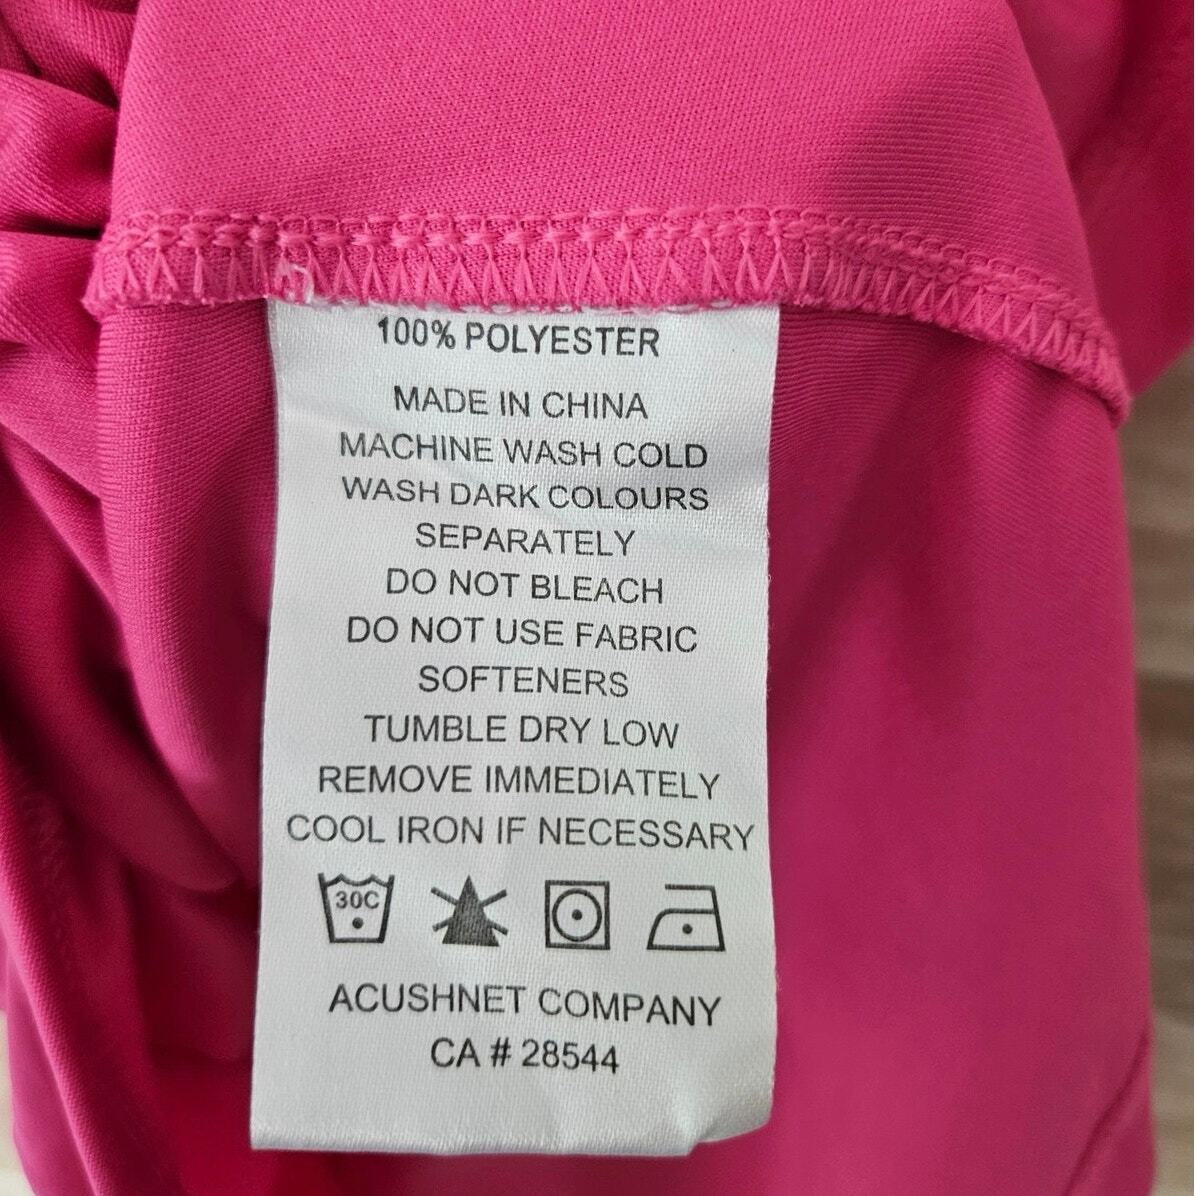 100% POLYESTER
MADE IN CHINA
MACHINE WASH COLD
WASH DARK COLOURS
SEPARATELY
DO NOT BLEACH
DO NOT USE FABRIC
SOFTENERS
TUMBLE DRY LOW
REMOVE IMMEDIATELY
COOL IRON IF NECESSARY
30C
ACUSHNET COMPANY
CA # 28544